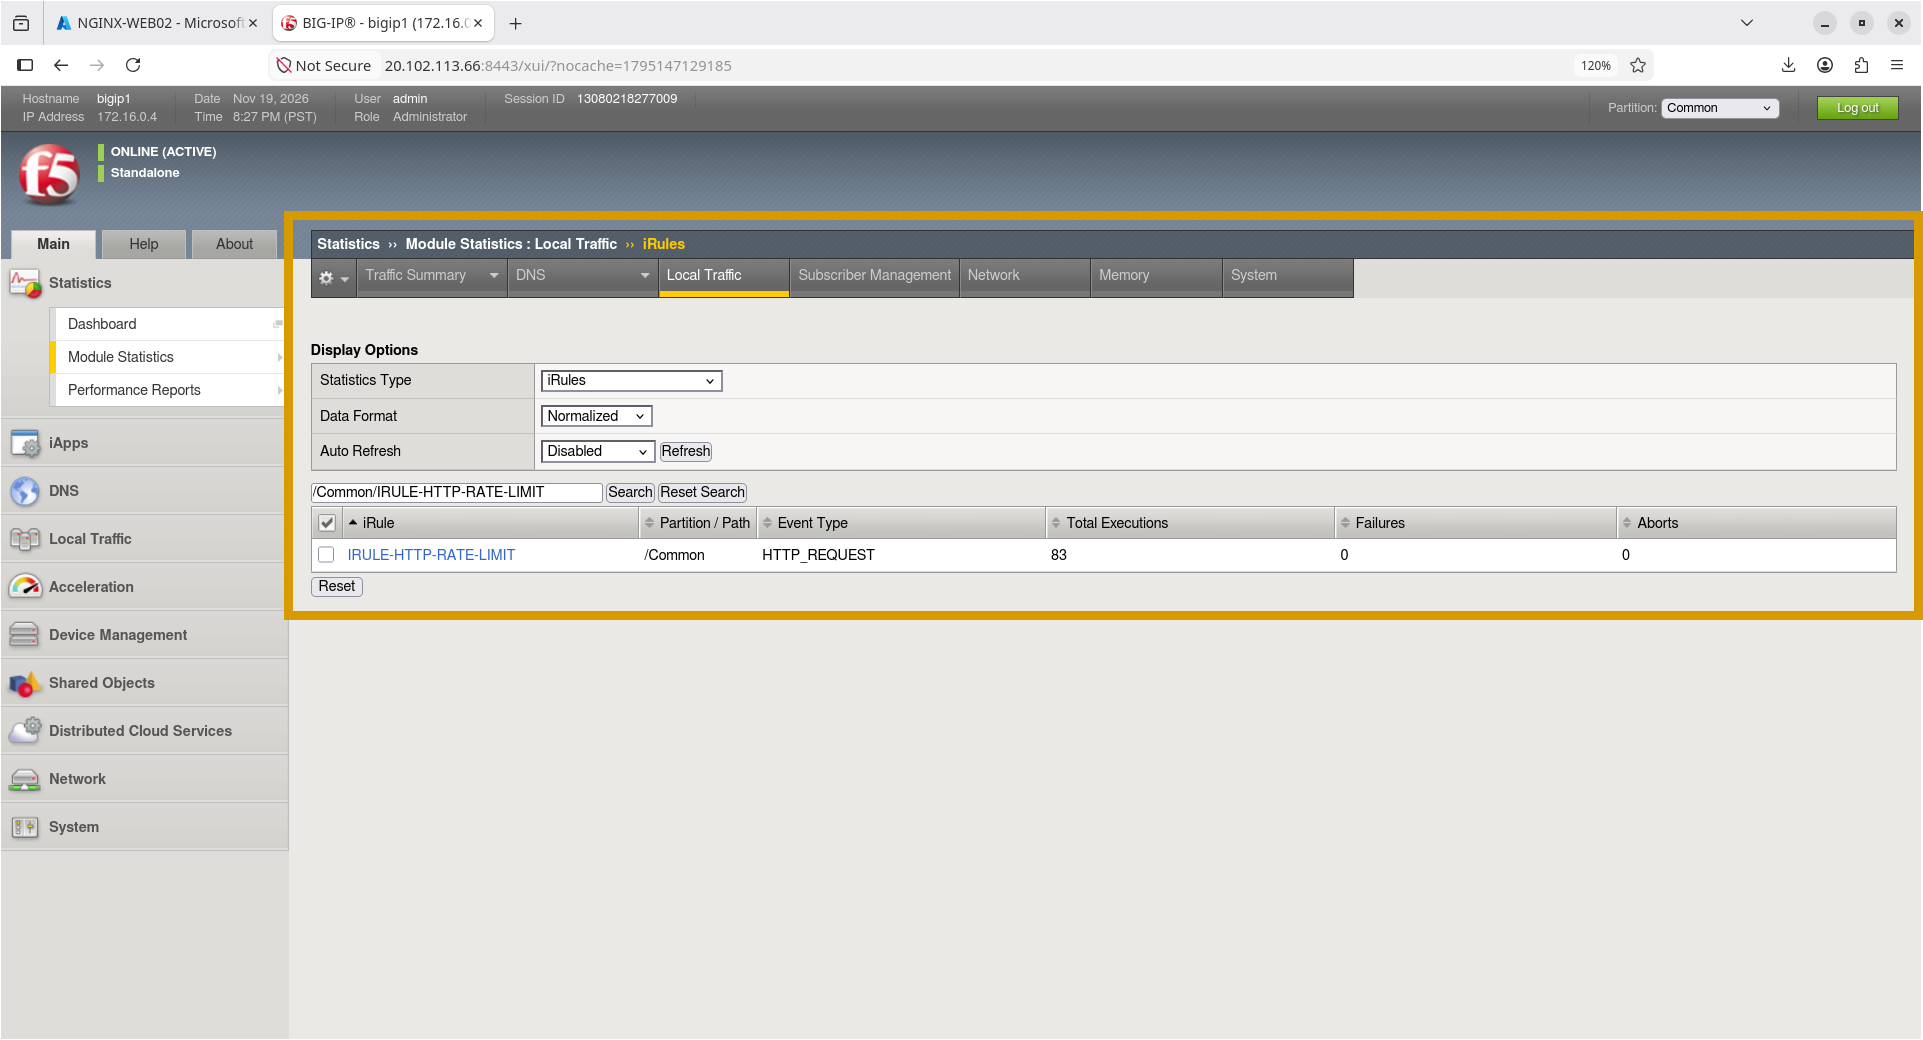 NGINX-WEB02 - Microsoft
BIG-IP® - bigip1 (172.16.0
Not Secure 20.102.113.66:8443/xui/?nocache=1795147129185 120%
Hostname bigip1 Date Nov 19, 2026 User admin Session ID 13080218277009
IP Address 172.16.0.4 Time 8:27 PM (PST) Role Administrator
Partition: Common Log out
f5
ONLINE (ACTIVE)
Standalone
Main Help About
Statistics
Dashboard
Module Statistics
Performance Reports
iApps
DNS
Local Traffic
Acceleration
Device Management
Shared Objects
Distributed Cloud Services
Network
System
Statistics ›› Module Statistics : Local Traffic ›› iRules
Traffic Summary DNS Local Traffic Subscriber Management Network Memory System
Display Options
Statistics Type iRules
Data Format Normalized
Auto Refresh Disabled Refresh
/Common/IRULE-HTTP-RATE-LIMIT Search Reset Search
iRule Partition / Path Event Type Total Executions Failures Aborts
IRULE-HTTP-RATE-LIMIT /Common HTTP_REQUEST 83 0 0
Reset